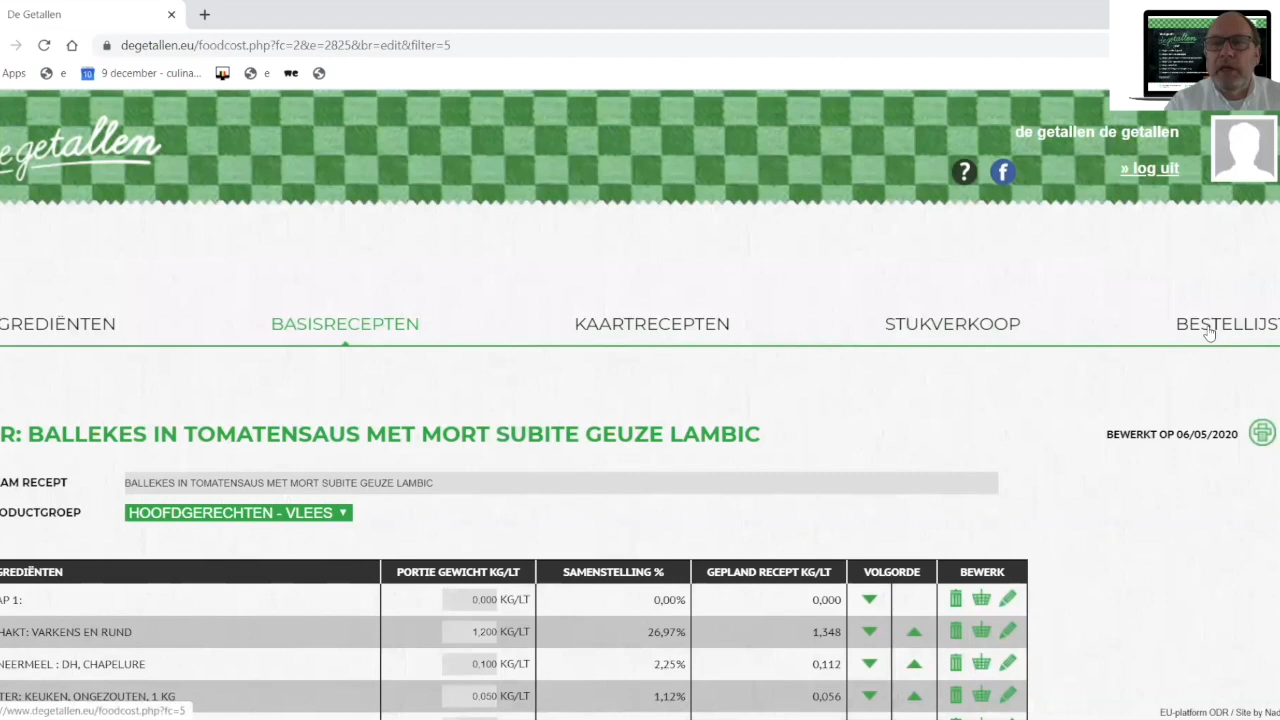 De Getallen
degetallen.eu/foodcost.php?fc=2&e=2825&br=edit&filter=5
Apps e 9 december - culina... e we
e getallen
de getallen de getallen
» log uit
GREDIËNTEN BASISRECEPTEN KAARTRECEPTEN STUKVERKOOP BESTELLIJST
R: BALLEKES IN TOMATENSAUS MET MORT SUBITE GEUZE LAMBIC
BEWERKT OP 06/05/2020
AM RECEPT BALLEKES IN TOMATENSAUS MET MORT SUBITE GEUZE LAMBIC
ODUCTGROEP HOOFDGERECHTEN - VLEES
GREDIËNTEN PORTIE GEWICHT KG/LT SAMENSTELLING % GEPLAND RECEPT KG/LT VOLGORDE BEWERK
AP 1: 0,000 KG/LT 0,00% 0,000
HAKT: VARKENS EN RUND 1,200 KG/LT 26,97% 1,348
NEERMEEL : DH, CHAPELURE 0,100 KG/LT 2,25% 0,112
TER: KEUKEN, ONGEZOUTEN, 1 KG 0,050 KG/LT 1,12% 0,056
//www.degetallen.eu/foodcost.php?fc=5
EU-platform ODR / Site by Nad